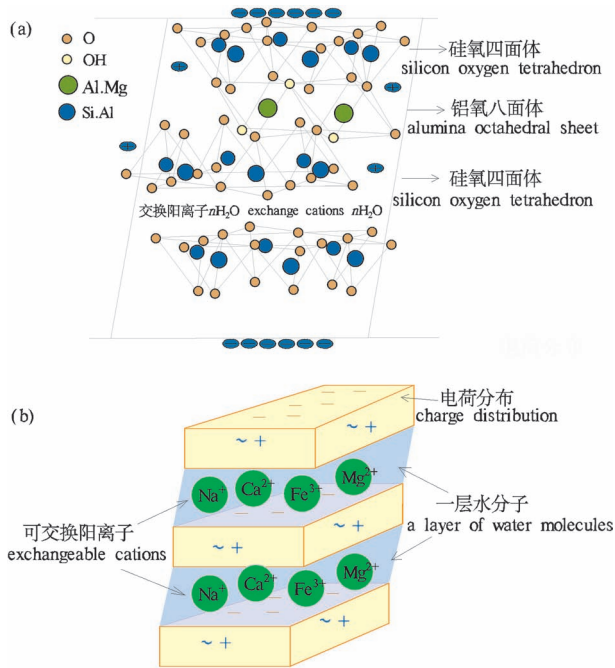 (a)
O
OH
Al.Mg
Si.Al
硅氧四面体
silicon oxygen tetrahedron
铝氧八面体
alumina octahedral sheet
硅氧四面体
silicon oxygen tetrahedron
交换阳离子nH₂O exchange cations nH₂O
(b)
电荷分布
charge distribution
~ +
~ +
Na⁺ Ca²⁺ Fe³⁺ Mg²⁺
一层水分子
a layer of water molecules
可交换阳离子
exchangeable cations
~ +
~ +
Na⁺ Ca²⁺ Fe³⁺ Mg²⁺
~ +
~ +